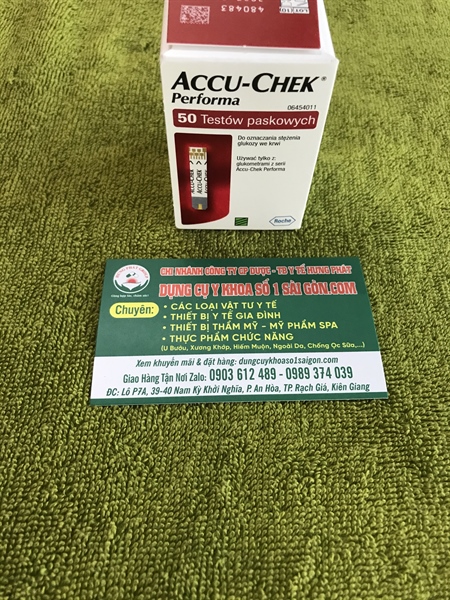 480483
ACCU-CHEK®
Performa
06454011
50 Testów paskowych
Do oznaczania stężenia
glukozy we krwi
Używać tylko z:
glukometrami z serii
Accu-Chek Performa
ACCU-CHEK
ACCU-CHEK
Roche
CHI NHÁNH CÔNG TY CP DƯỢC - TB Y TẾ HƯNG PHÁT
DỤNG CỤ Y KHOA SỐ 1 SÀI GÒN.COM
Chuyên:
• CÁC LOẠI VẬT TƯ Y TẾ
• THIẾT BỊ Y TẾ GIA ĐÌNH
• THIẾT BỊ THẨM MỸ - MỸ PHẨM SPA
• THỰC PHẨM CHỨC NĂNG
(U Bướu, Xương Khớp, Hiếm Muộn, Ngoài Da, Chống Ọc Sữa,...)
Xem khuyến mãi & đặt hàng: dungcuykhoaso1saigon.com
Giao Hàng Tận Nơi Zalo: 0903 612 489 - 0989 374 039
ĐC: Lô P7A, 39-40 Nam Kỳ Khởi Nghĩa, P. An Hòa, TP. Rạch Giá, Kiên Giang